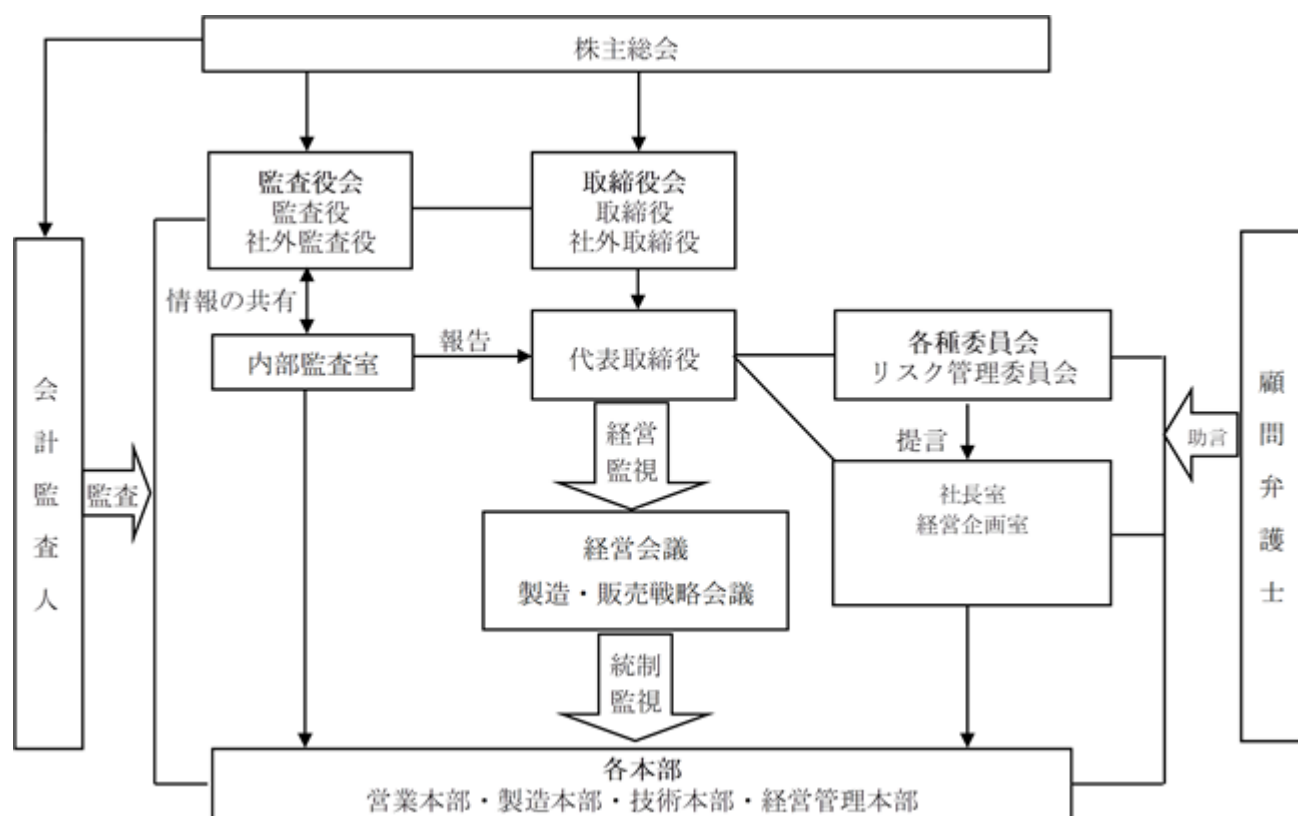 株主総会
監査役会
監査役
社外監査役
取締役会
取締役
社外取締役
情報の共有
内部監査室
報告
代表取締役
各種委員会
リスク管理委員会
会計監査人
監査
経営
監視
提言
社長室
経営企画室
助言
顧問弁護士
経営会議
製造・販売戦略会議
統制
監視
各本部
営業本部・製造本部・技術本部・経営管理本部